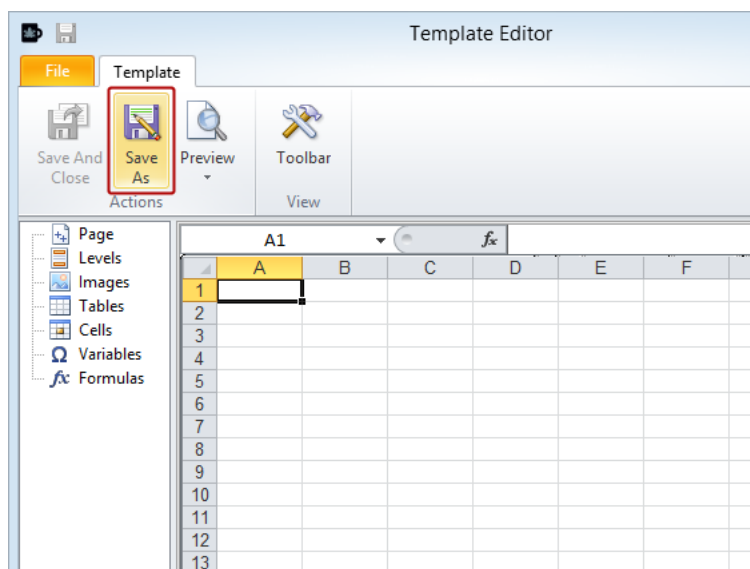 Template Editor
File
Template
Save And
Close
Save
As
Preview
Toolbar
Actions
View
Page
Levels
Images
Tables
Cells
Ω Variables
fx Formulas
A1
fx
A B C D E F
1
2
3
4
5
6
7
8
9
10
11
12
13